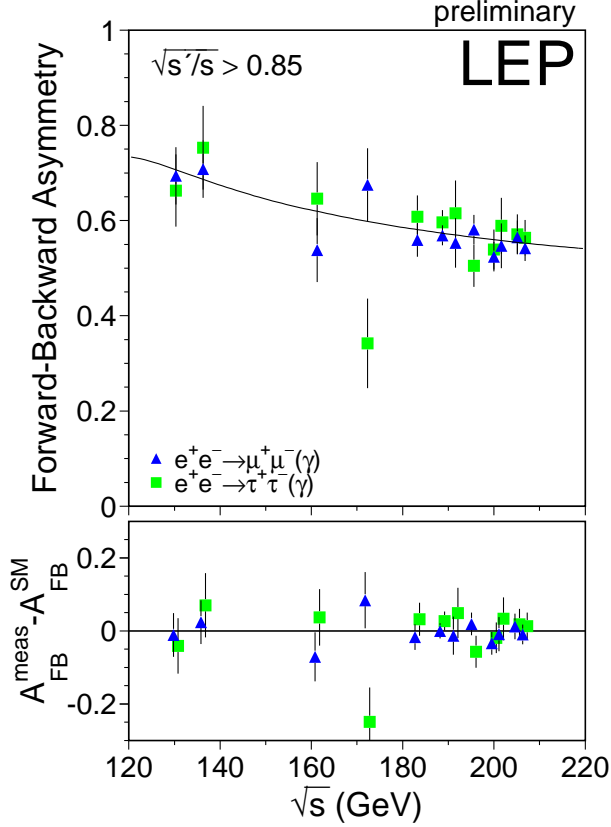 preliminary
LEP
√s´/s > 0.85
Forward-Backward Asymmetry
1
0.8
0.6
0.4
0.2
0
e⁺e⁻→μ⁺μ⁻(γ)
e⁺e⁻→τ⁺τ⁻(γ)
A_FB^meas-A_FB^SM
0.2
0
-0.2
120 140 160 180 200 220
√s (GeV)